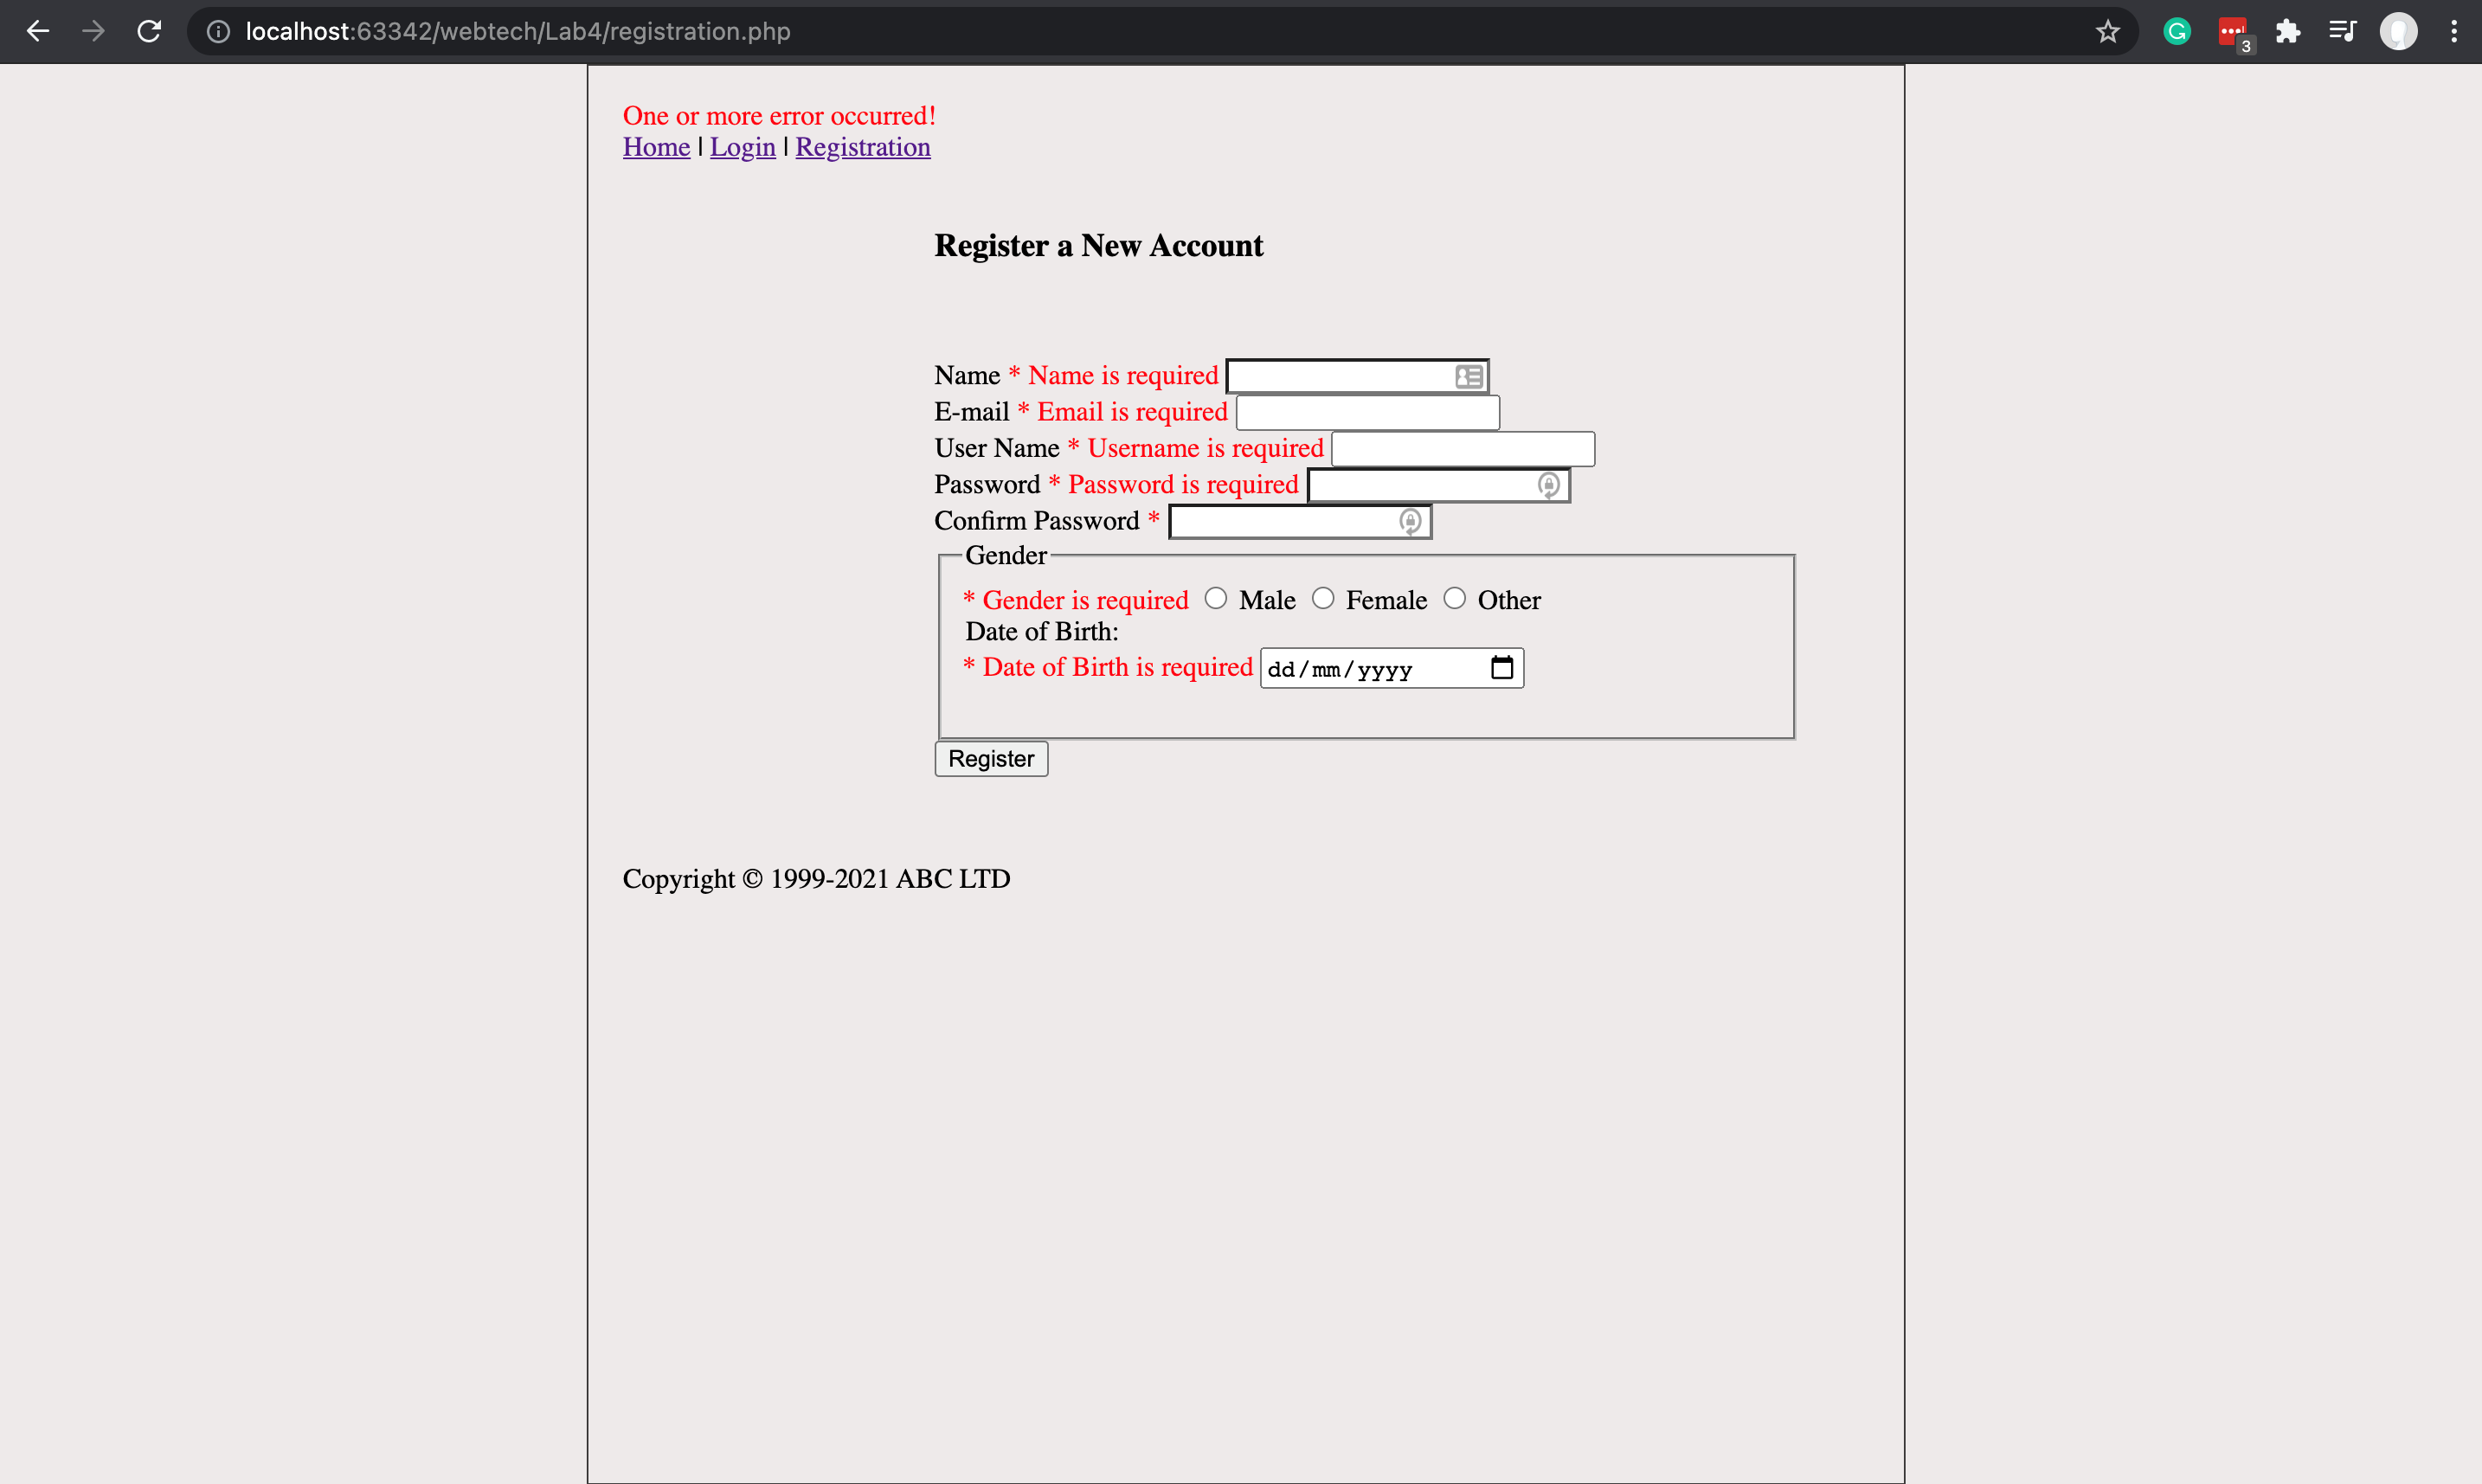 localhost:63342/webtech/Lab4/registration.php
3
One or more error occurred!
Home | Login | Registration
Register a New Account
Name * Name is required
E-mail * Email is required
User Name * Username is required
Password * Password is required
Confirm Password *
Gender
* Gender is required Male Female Other
Date of Birth:
* Date of Birth is required dd/mm/yyyy
Register
Copyright © 1999-2021 ABC LTD